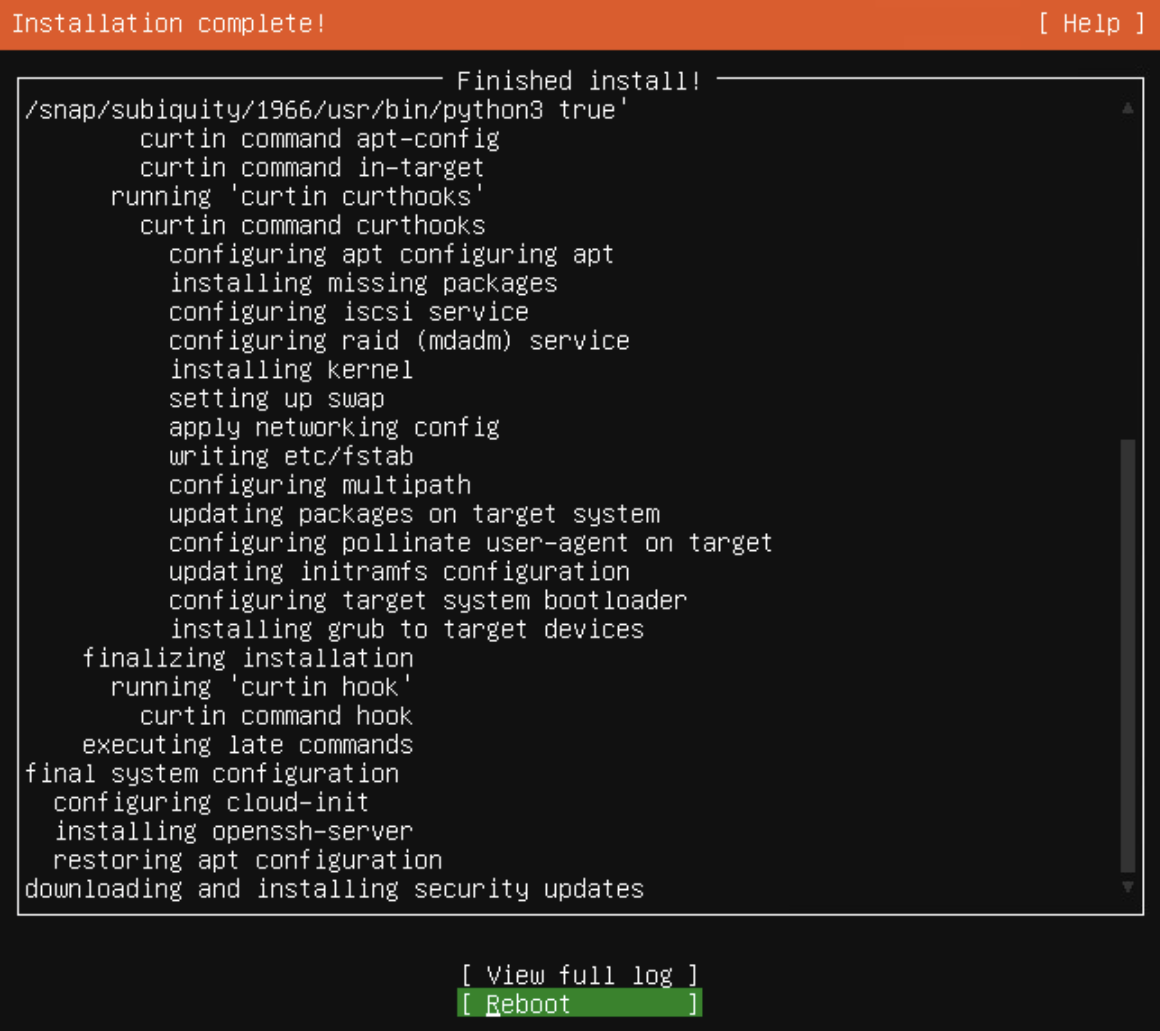 Installation complete! [ Help ]
Finished install!
/snap/subiquity/1966/usr/bin/python3 true'
curtin command apt-config
curtin command in-target
running 'curtin curthooks'
curtin command curthooks
configuring apt configuring apt
installing missing packages
configuring iscsi service
configuring raid (mdadm) service
installing kernel
setting up swap
apply networking config
writing etc/fstab
configuring multipath
updating packages on target system
configuring pollinate user-agent on target
updating initramfs configuration
configuring target system bootloader
installing grub to target devices
finalizing installation
running 'curtin hook'
curtin command hook
executing late commands
final system configuration
configuring cloud-init
installing openssh-server
restoring apt configuration
downloading and installing security updates
[ View full log ]
[ Reboot ]